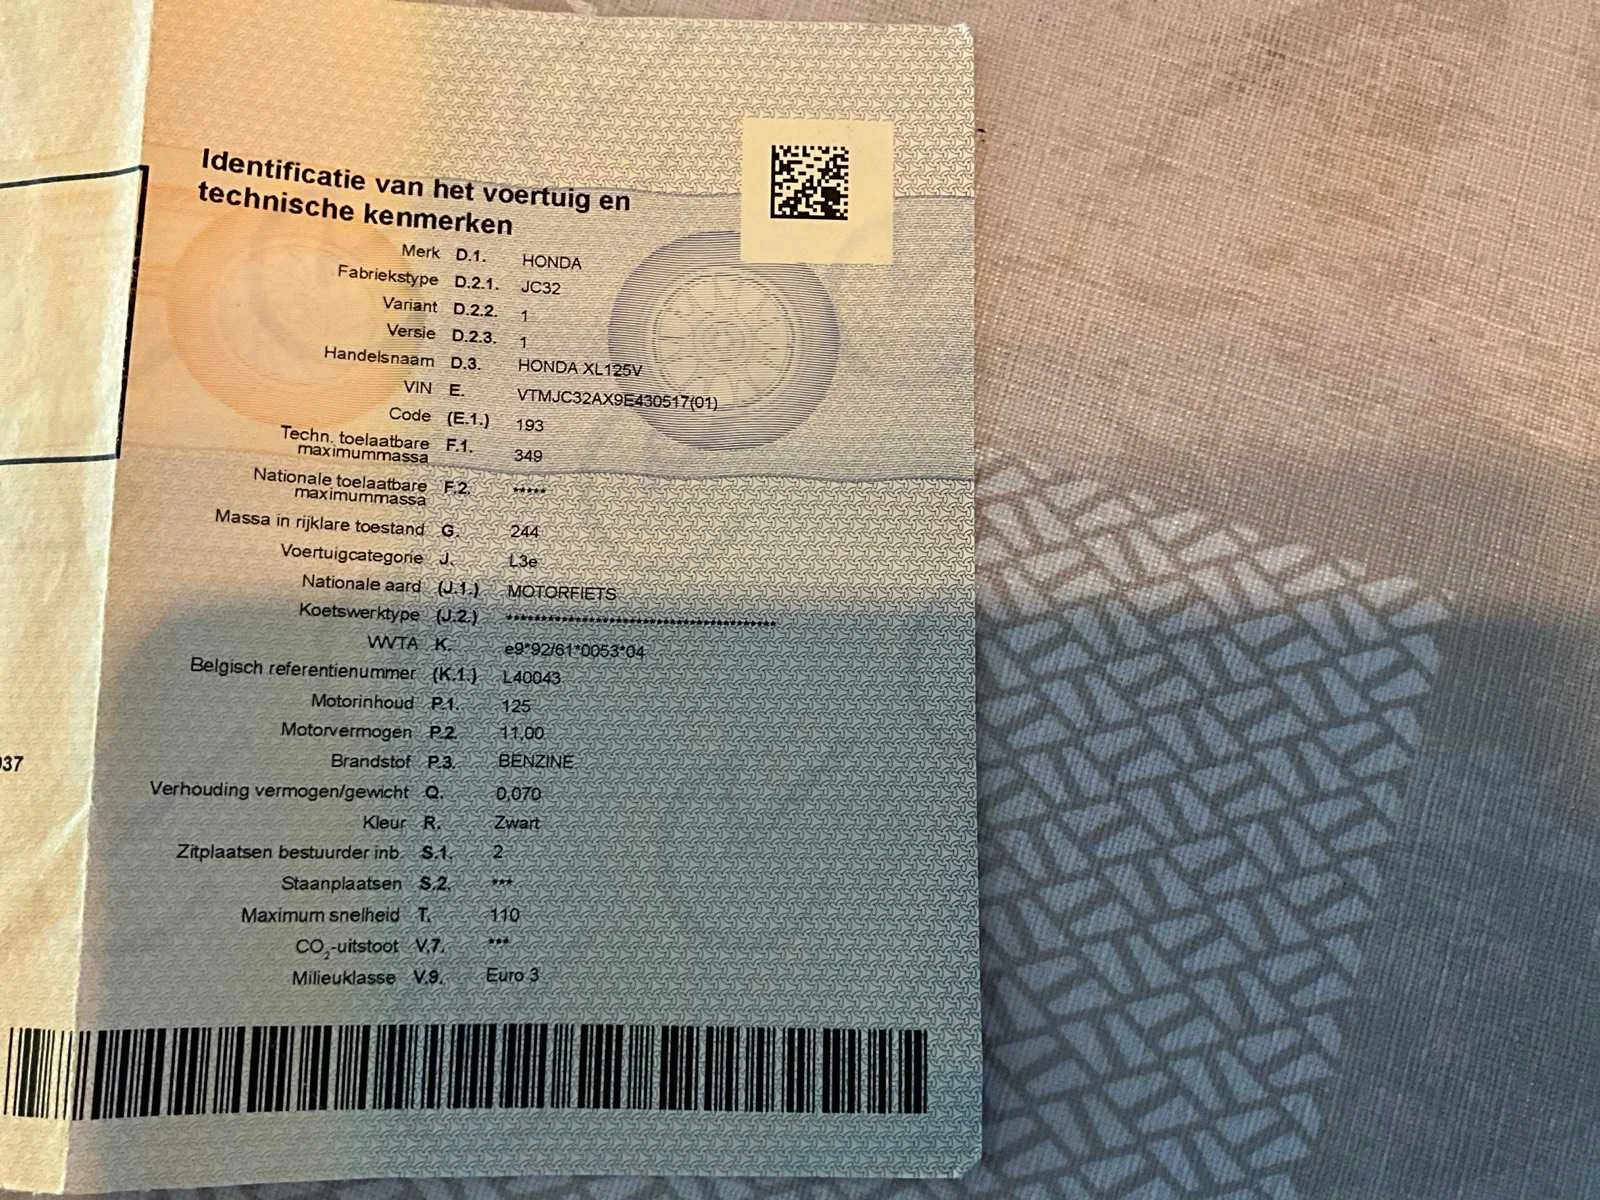 Identificatie van het voertuig en
technische kenmerken
Merk D.1. HONDA
Fabriekstype D.2.1. JC32
Variant D.2.2. 1
Versie D.2.3. 1
Handelsnaam D.3. HONDA XL125V
VIN E. VTMJC32AX9E430517(01)
Code (E.1.) 193
Techn. toelaatbare
maximummassa F.1. 349
Nationale toelaatbare
maximummassa F.2. *****
Massa in rijklare toestand G. 244
Voertuigcategorie J. L3e
Nationale aard (J.1.) MOTORFIETS
Koetswerktype (J.2.) ****************************************
WVTA K. e9*92/61*0053*04
Belgisch referentienummer (K.1.) L40043
Motorinhoud P.1. 125
Motorvermogen P.2. 11,00
Brandstof P.3. BENZINE
Verhouding vermogen/gewicht Q. 0,070
Kleur R. Zwart
Zitplaatsen bestuurder inb. S.1. 2
Staanplaatsen S.2. ***
Maximum snelheid T. 110
CO2-uitstoot V.7. ***
Milieuklasse V.9. Euro 3